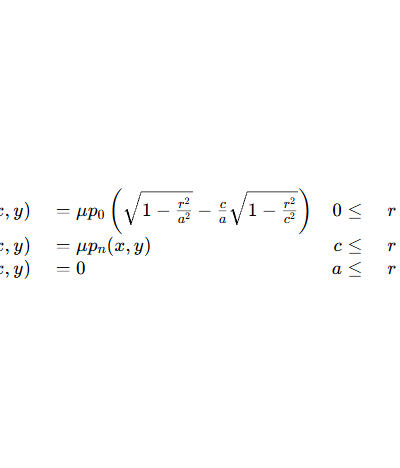 x, y) = μp₀ (√(1 − r²/a²) − c/a √(1 − r²/c²)) 0 ≤ r
x, y) = μpₙ(x, y) c ≤ r
x, y) = 0 a ≤ r